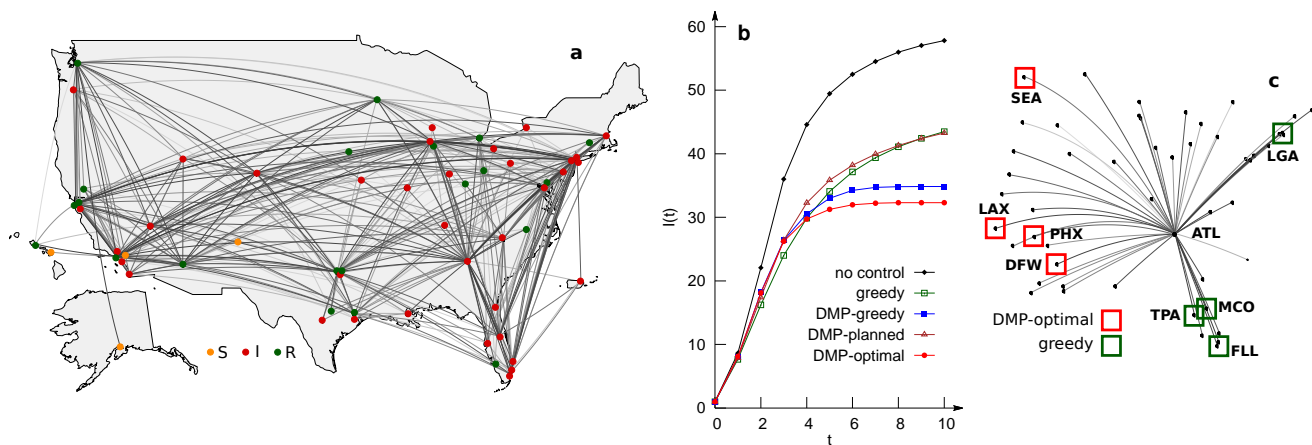 a
S I R
b
I(t)
60
50
40
30
20
10
0
0 2 4 6 8 10
t
no control
greedy
DMP-greedy
DMP-planned
DMP-optimal
c
SEA
LGA
LAX
PHX
ATL
DFW
TPA
MCO
FLL
DMP-optimal
greedy